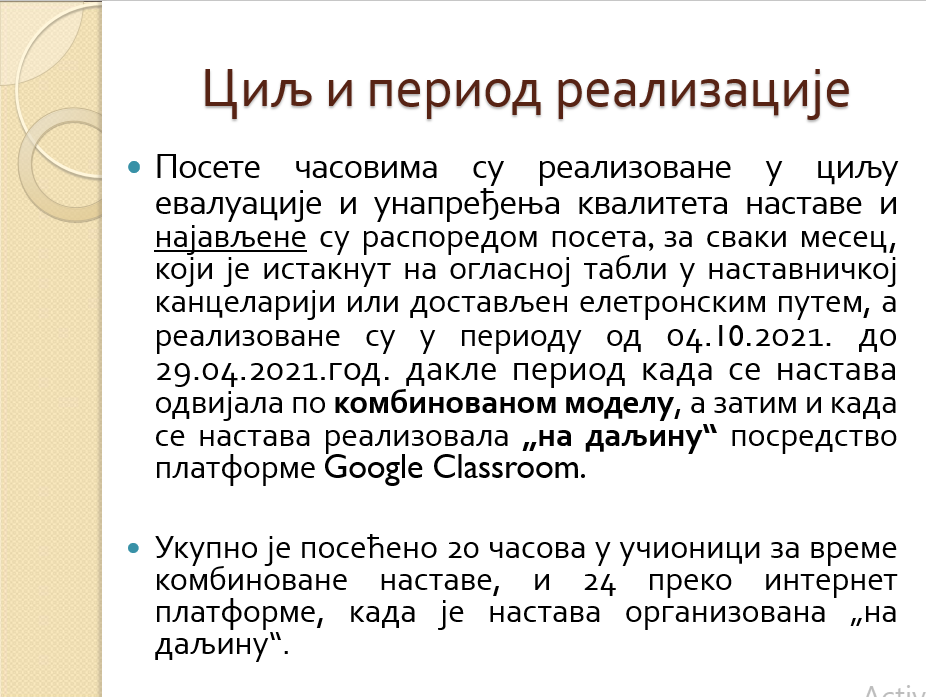 Циљ и период реализације
Посете часовима су реализоване у циљу
евалуације и унапређења квалитета наставе и
најављене су распоредом посета, за сваки месец,
који је истакнут на огласној табли у наставничкој
канцеларији или достављен елетронским путем, а
реализоване су у периоду од 04.10.2021. до
29.04.2021.год. дакле период када се настава
одвијала по комбинованом моделу, а затим и када
се настава реализовала „на даљину“ посредство
платформе Google Classroom.
Укупно је посећено 20 часова у учионици за време
комбиноване наставе, и 24 преко интернет
платформе, када је настава организована „на
даљину“.